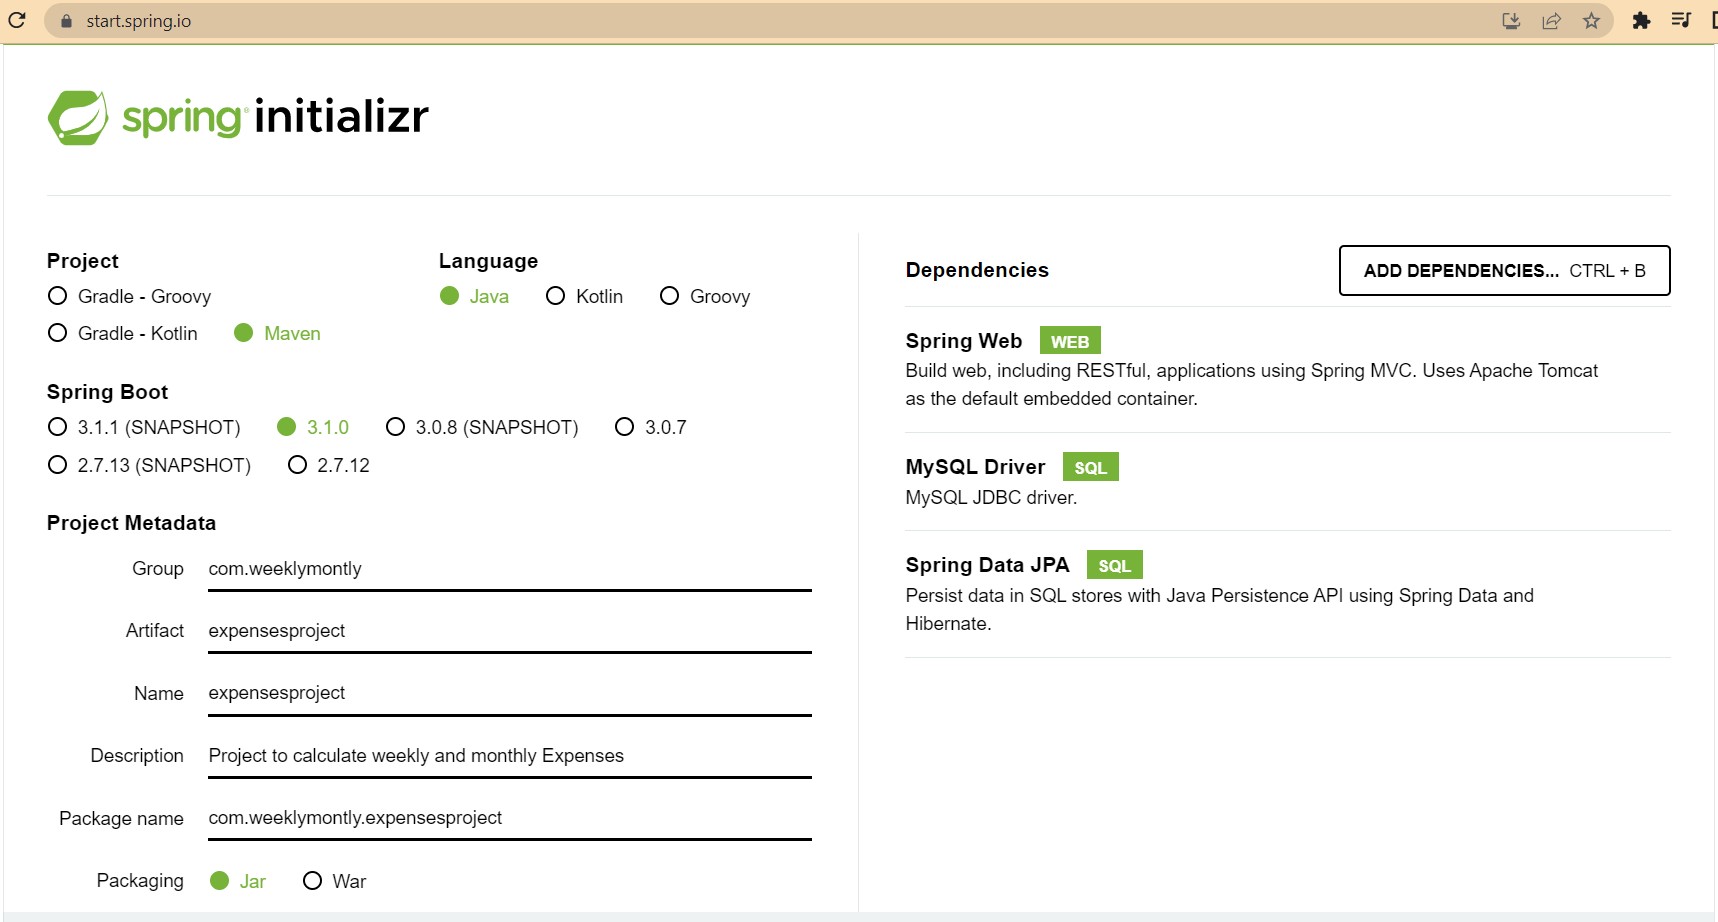 start.spring.io
spring initializr
Project
Gradle - Groovy
Gradle - Kotlin Maven
Language
Java Kotlin Groovy
Spring Boot
3.1.1 (SNAPSHOT) 3.1.0 3.0.8 (SNAPSHOT) 3.0.7
2.7.13 (SNAPSHOT) 2.7.12
Project Metadata
Group com.weeklymontly
Artifact expensesproject
Name expensesproject
Description Project to calculate weekly and monthly Expenses
Package name com.weeklymontly.expensesproject
Packaging Jar War
Dependencies ADD DEPENDENCIES... CTRL + B
Spring Web WEB
Build web, including RESTful, applications using Spring MVC. Uses Apache Tomcat
as the default embedded container.
MySQL Driver SQL
MySQL JDBC driver.
Spring Data JPA SQL
Persist data in SQL stores with Java Persistence API using Spring Data and
Hibernate.